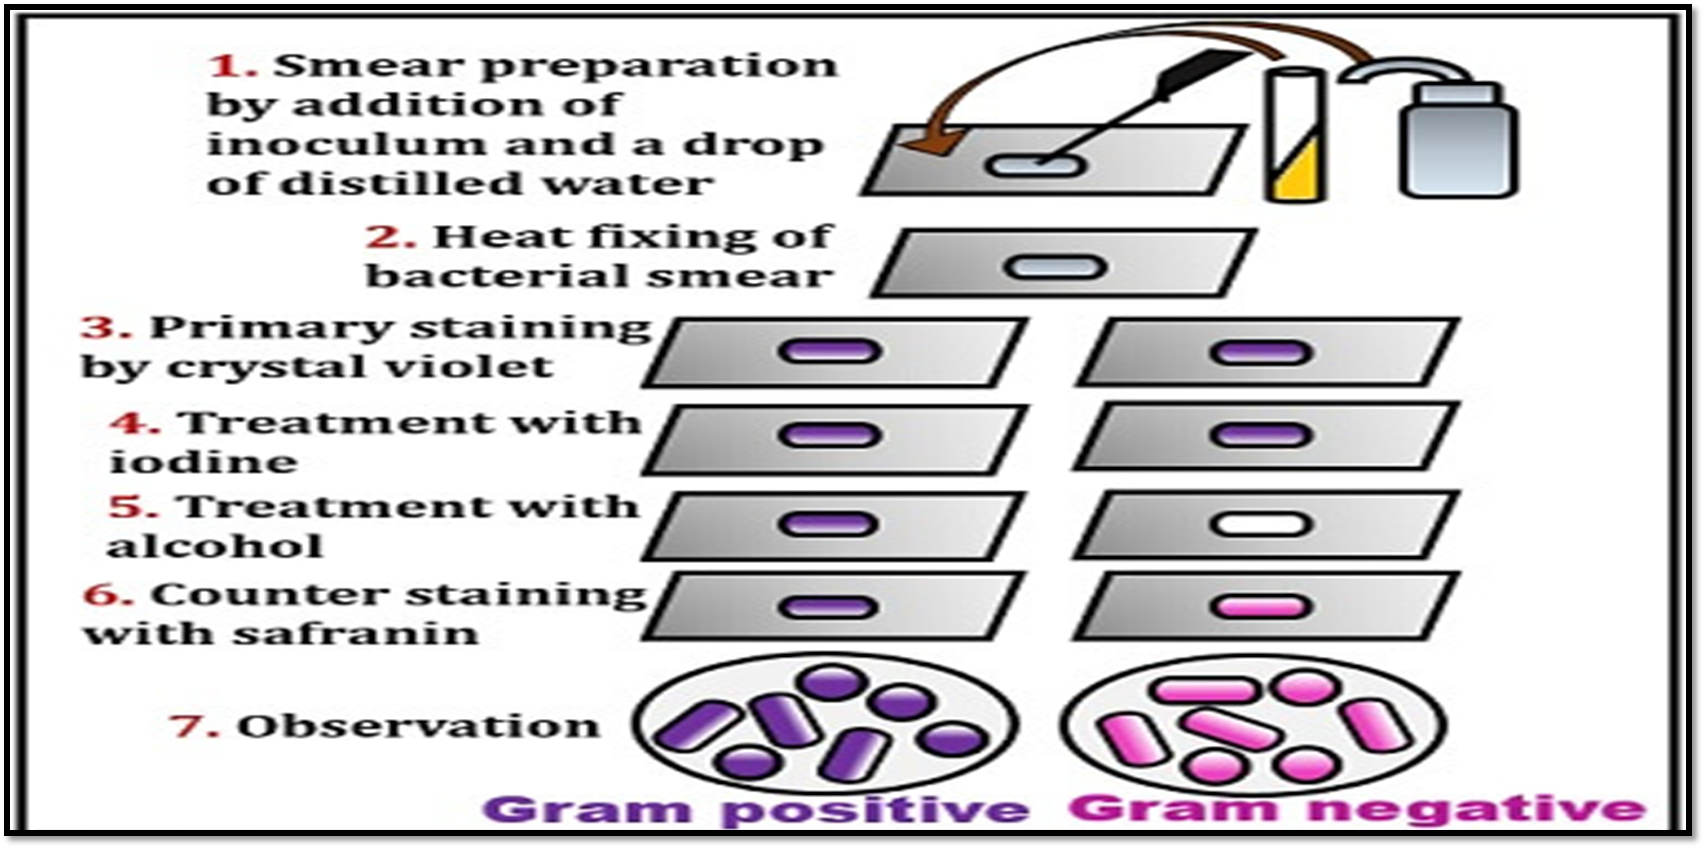 1. Smear preparation
by addition of
inoculum and a drop
of distilled water
2. Heat fixing of
bacterial smear
3. Primary staining
by crystal violet
4. Treatment with
iodine
5. Treatment with
alcohol
6. Counter staining
with safranin
7. Observation
Gram positive Gram negative